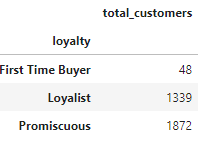 total_customers
loyalty
First Time Buyer 48
Loyalist 1339
Promiscuous 1872